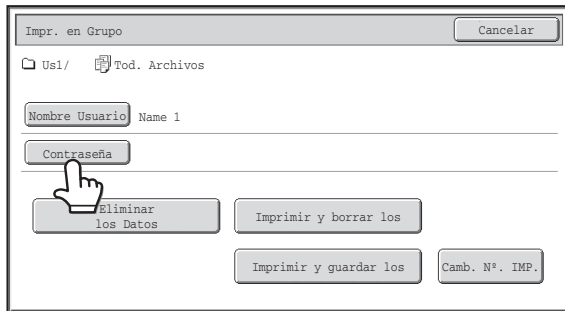 Impr. en Grupo
Cancelar
Us1/ Tod. Archivos
Nombre Usuario Name 1
Contraseña
Eliminar
los Datos
Imprimir y borrar los
Imprimir y guardar los
Camb. Nº. IMP.